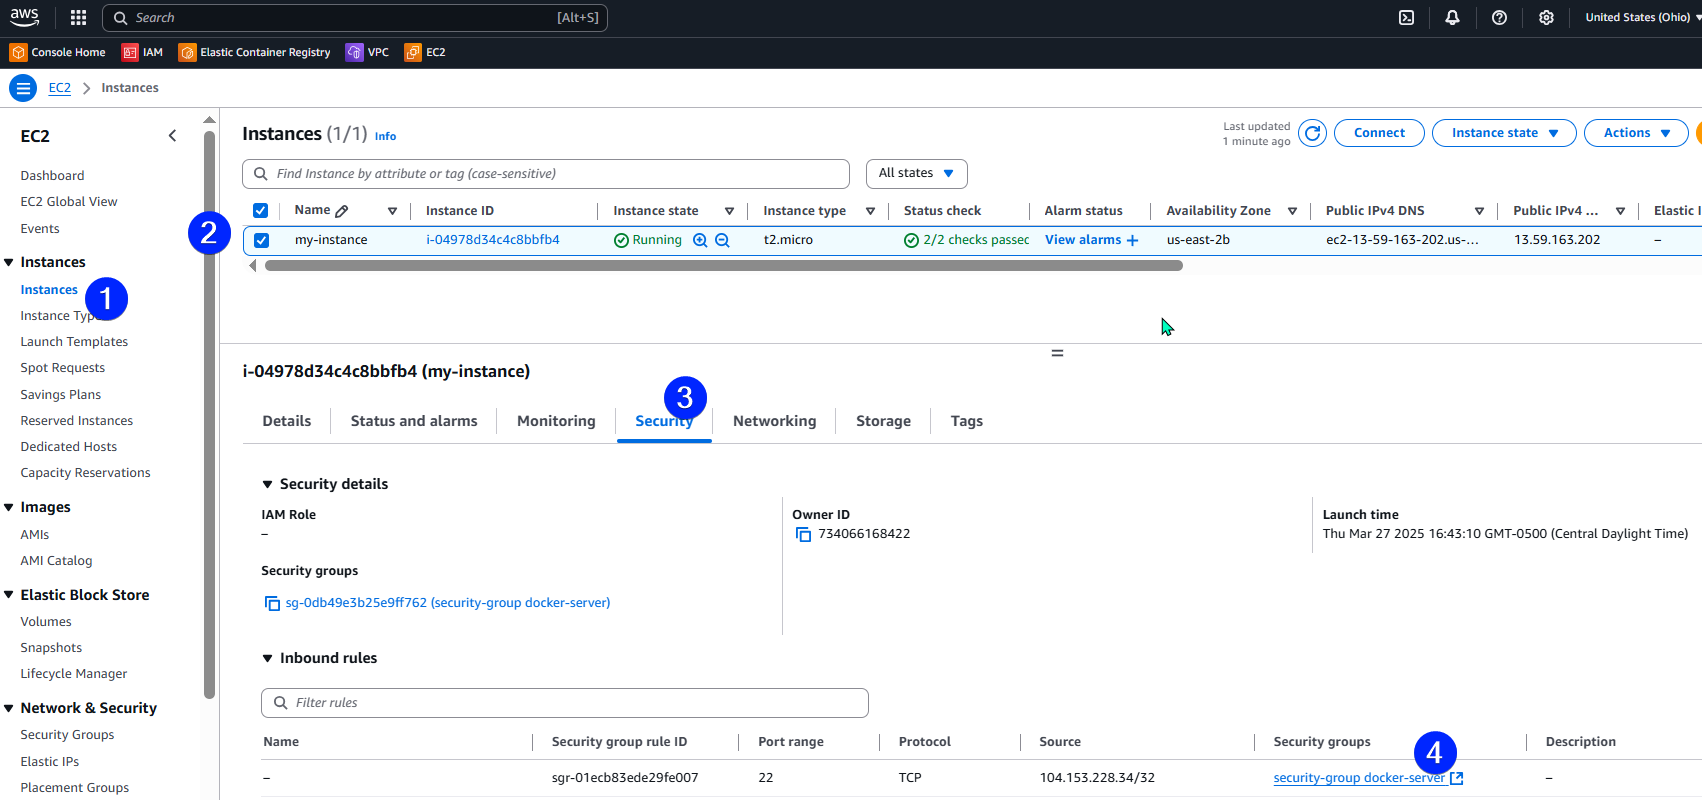 aws
Search [Alt+S]
United States (Ohio)
Console Home IAM Elastic Container Registry VPC EC2
EC2 > Instances
EC2
Dashboard
EC2 Global View
Events
Instances
Instances
1
Instance Typ
Launch Templates
Spot Requests
Savings Plans
Reserved Instances
Dedicated Hosts
Capacity Reservations
Images
AMIs
AMI Catalog
Elastic Block Store
Volumes
Snapshots
Lifecycle Manager
Network & Security
Security Groups
Elastic IPs
Placement Groups
Instances (1/1) Info
Last updated
1 minute ago
Connect Instance state Actions
Find Instance by attribute or tag (case-sensitive)
All states
Name Instance ID Instance state Instance type Status check Alarm status Availability Zone Public IPv4 DNS Public IPv4 ... Elastic I
2
my-instance i-04978d34c4c8bbfb4 Running t2.micro 2/2 checks passec View alarms + us-east-2b ec2-13-59-163-202.us-... 13.59.163.202 –
i-04978d34c4c8bbfb4 (my-instance)
3
Details Status and alarms Monitoring Security Networking Storage Tags
Security details
IAM Role
–
Owner ID
734066168422
Launch time
Thu Mar 27 2025 16:43:10 GMT-0500 (Central Daylight Time)
Security groups
sg-0db49e3b25e9ff762 (security-group docker-server)
Inbound rules
Filter rules
Name Security group rule ID Port range Protocol Source Security groups Description
4
– sgr-01ecb83ede29fe007 22 TCP 104.153.228.34/32 security-group docker-server –